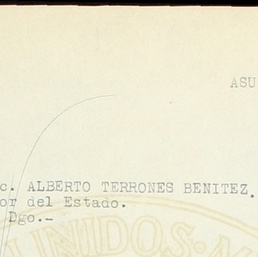 ASU
c. ALBERTO TERRONES BENITEZ.
or del Estado.
Dgo.-
UNIDOS · M